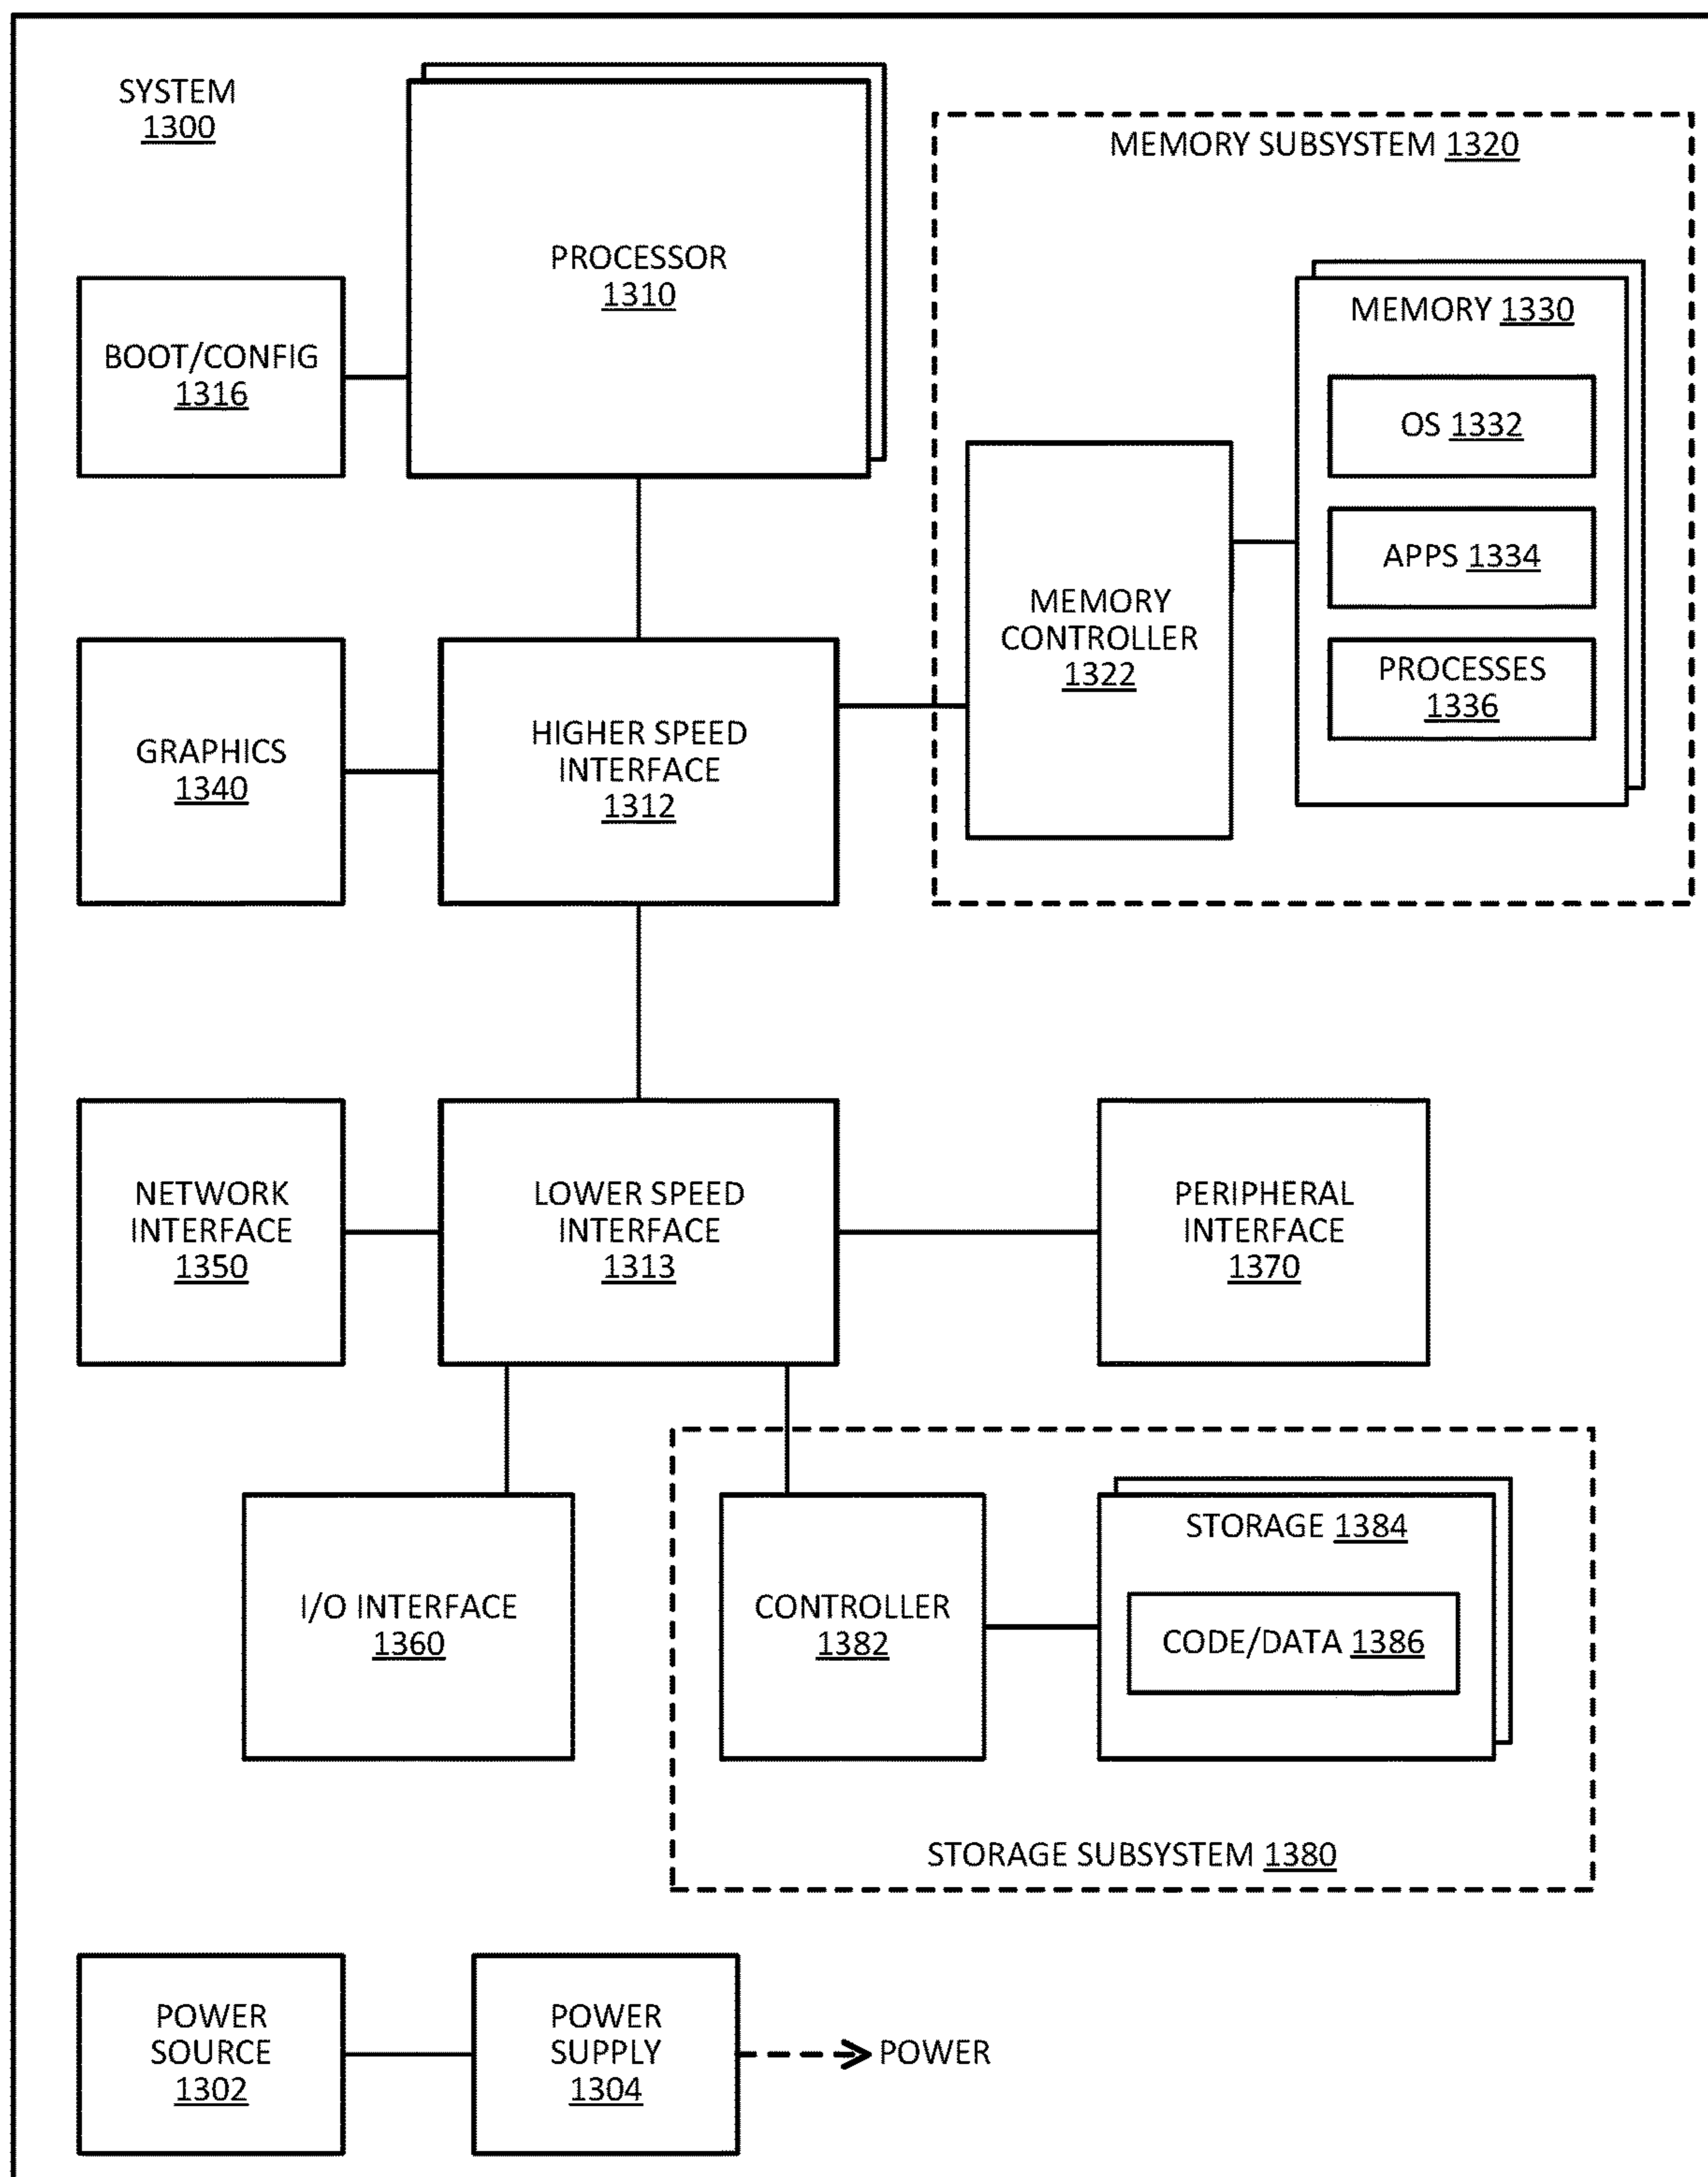 SYSTEM
1300
PROCESSOR
1310
BOOT/CONFIG
1316
MEMORY SUBSYSTEM 1320
MEMORY 1330
OS 1332
APPS 1334
PROCESSES
1336
MEMORY
CONTROLLER
1322
GRAPHICS
1340
HIGHER SPEED
INTERFACE
1312
NETWORK
INTERFACE
1350
LOWER SPEED
INTERFACE
1313
PERIPHERAL
INTERFACE
1370
I/O INTERFACE
1360
CONTROLLER
1382
STORAGE 1384
CODE/DATA 1386
STORAGE SUBSYSTEM 1380
POWER
SOURCE
1302
POWER
SUPPLY
1304
POWER